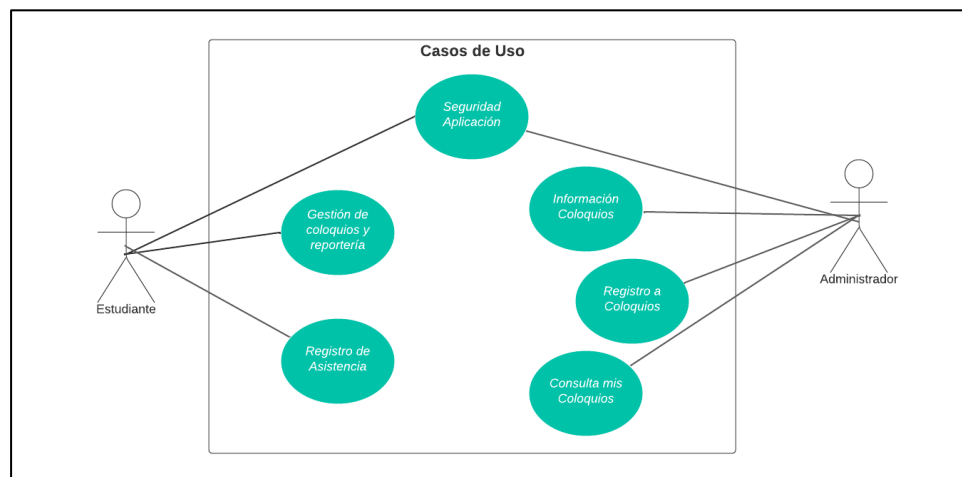 Casos de Uso
Seguridad
Aplicación
Gestión de
coloquios y
reportería
Información
Coloquios
Registro a
Coloquios
Estudiante
Administrador
Registro de
Asistencia
Consulta mis
Coloquios